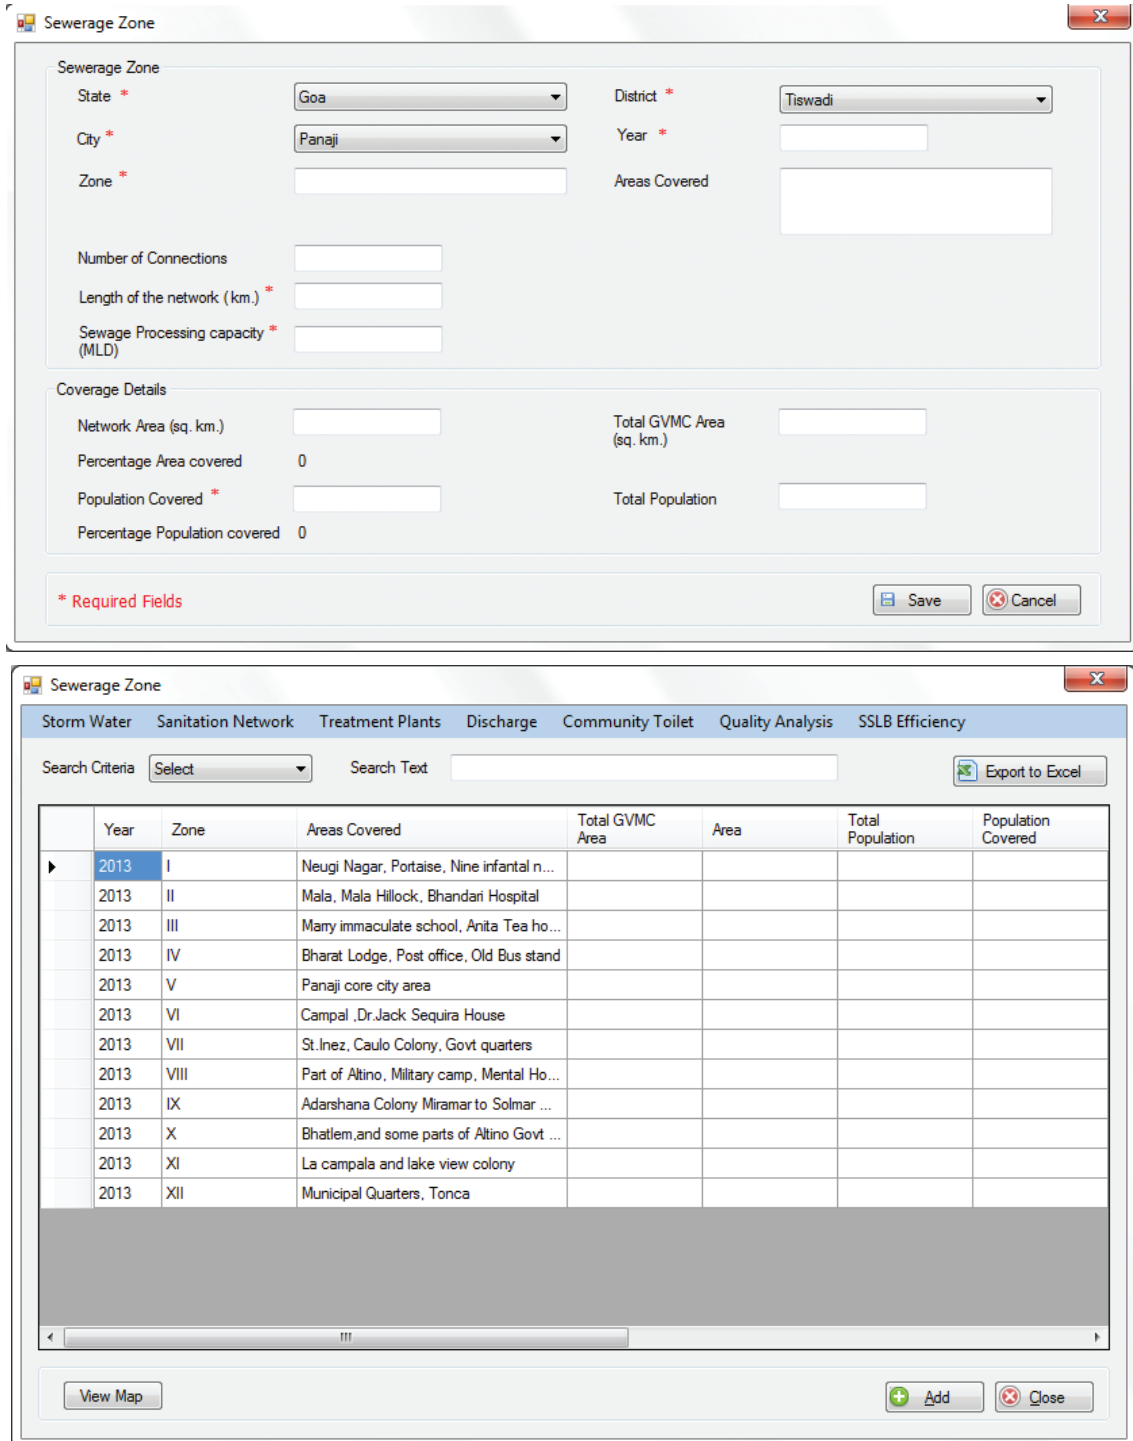 Sewerage Zone
Sewerage Zone
State * Goa District * Tiswadi
City * Panaji Year *
Zone * Areas Covered
Number of Connections
Length of the network (km.) *
Sewage Processing capacity *
(MLD)
Coverage Details
Network Area (sq. km.) Total GVMC Area
(sq. km.)
Percentage Area covered 0
Population Covered * Total Population
Percentage Population covered 0
* Required Fields Save Cancel
Sewerage Zone
Storm Water Sanitation Network Treatment Plants Discharge Community Toilet Quality Analysis SSLB Efficiency
Search Criteria Select Search Text Export to Excel
Year Zone Areas Covered Total GVMC Area Area Total Population Population Covered
2013 I Neugi Nagar, Portaise, Nine infantal n...
2013 II Mala, Mala Hillock, Bhandari Hospital
2013 III Marry immaculate school, Anita Tea ho...
2013 IV Bharat Lodge, Post office, Old Bus stand
2013 V Panaji core city area
2013 VI Campal ,Dr.Jack Sequira House
2013 VII St.Inez, Caulo Colony, Govt quarters
2013 VIII Part of Altino, Military camp, Mental Ho...
2013 IX Adarshana Colony Miramar to Solmar ...
2013 X Bhatlem,and some parts of Altino Govt ...
2013 XI La campala and lake view colony
2013 XII Municipal Quarters, Tonca
View Map Add Close